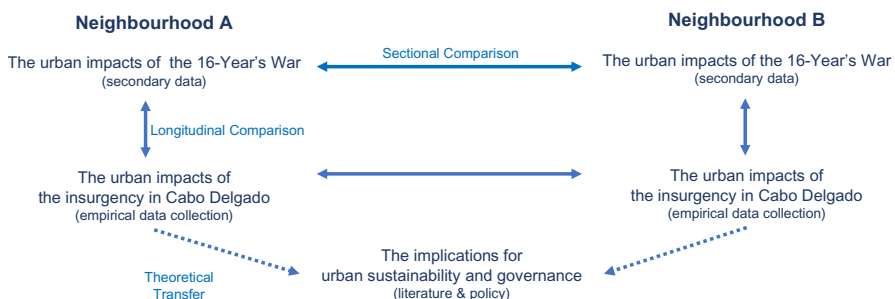 Neighbourhood A
Neighbourhood B
The urban impacts of the 16-Year's War
(secondary data)
Sectional Comparison
The urban impacts of the 16-Year's War
(secondary data)
Longitudinal Comparison
The urban impacts of
the insurgency in Cabo Delgado
(empirical data collection)
The urban impacts of
the insurgency in Cabo Delgado
(empirical data collection)
Theoretical
Transfer
The implications for
urban sustainability and governance
(literature & policy)